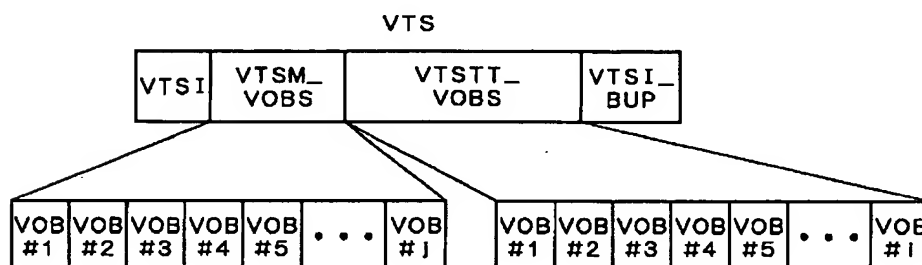 VTS
VTSI
VTSM_
VOBS
VTSTT_
VOBS
VTSI_
BUP
VOB
#1
VOB
#2
VOB
#3
VOB
#4
VOB
#5
• • •
VOB
#j
VOB
#1
VOB
#2
VOB
#3
VOB
#4
VOB
#5
• • •
VOB
#i